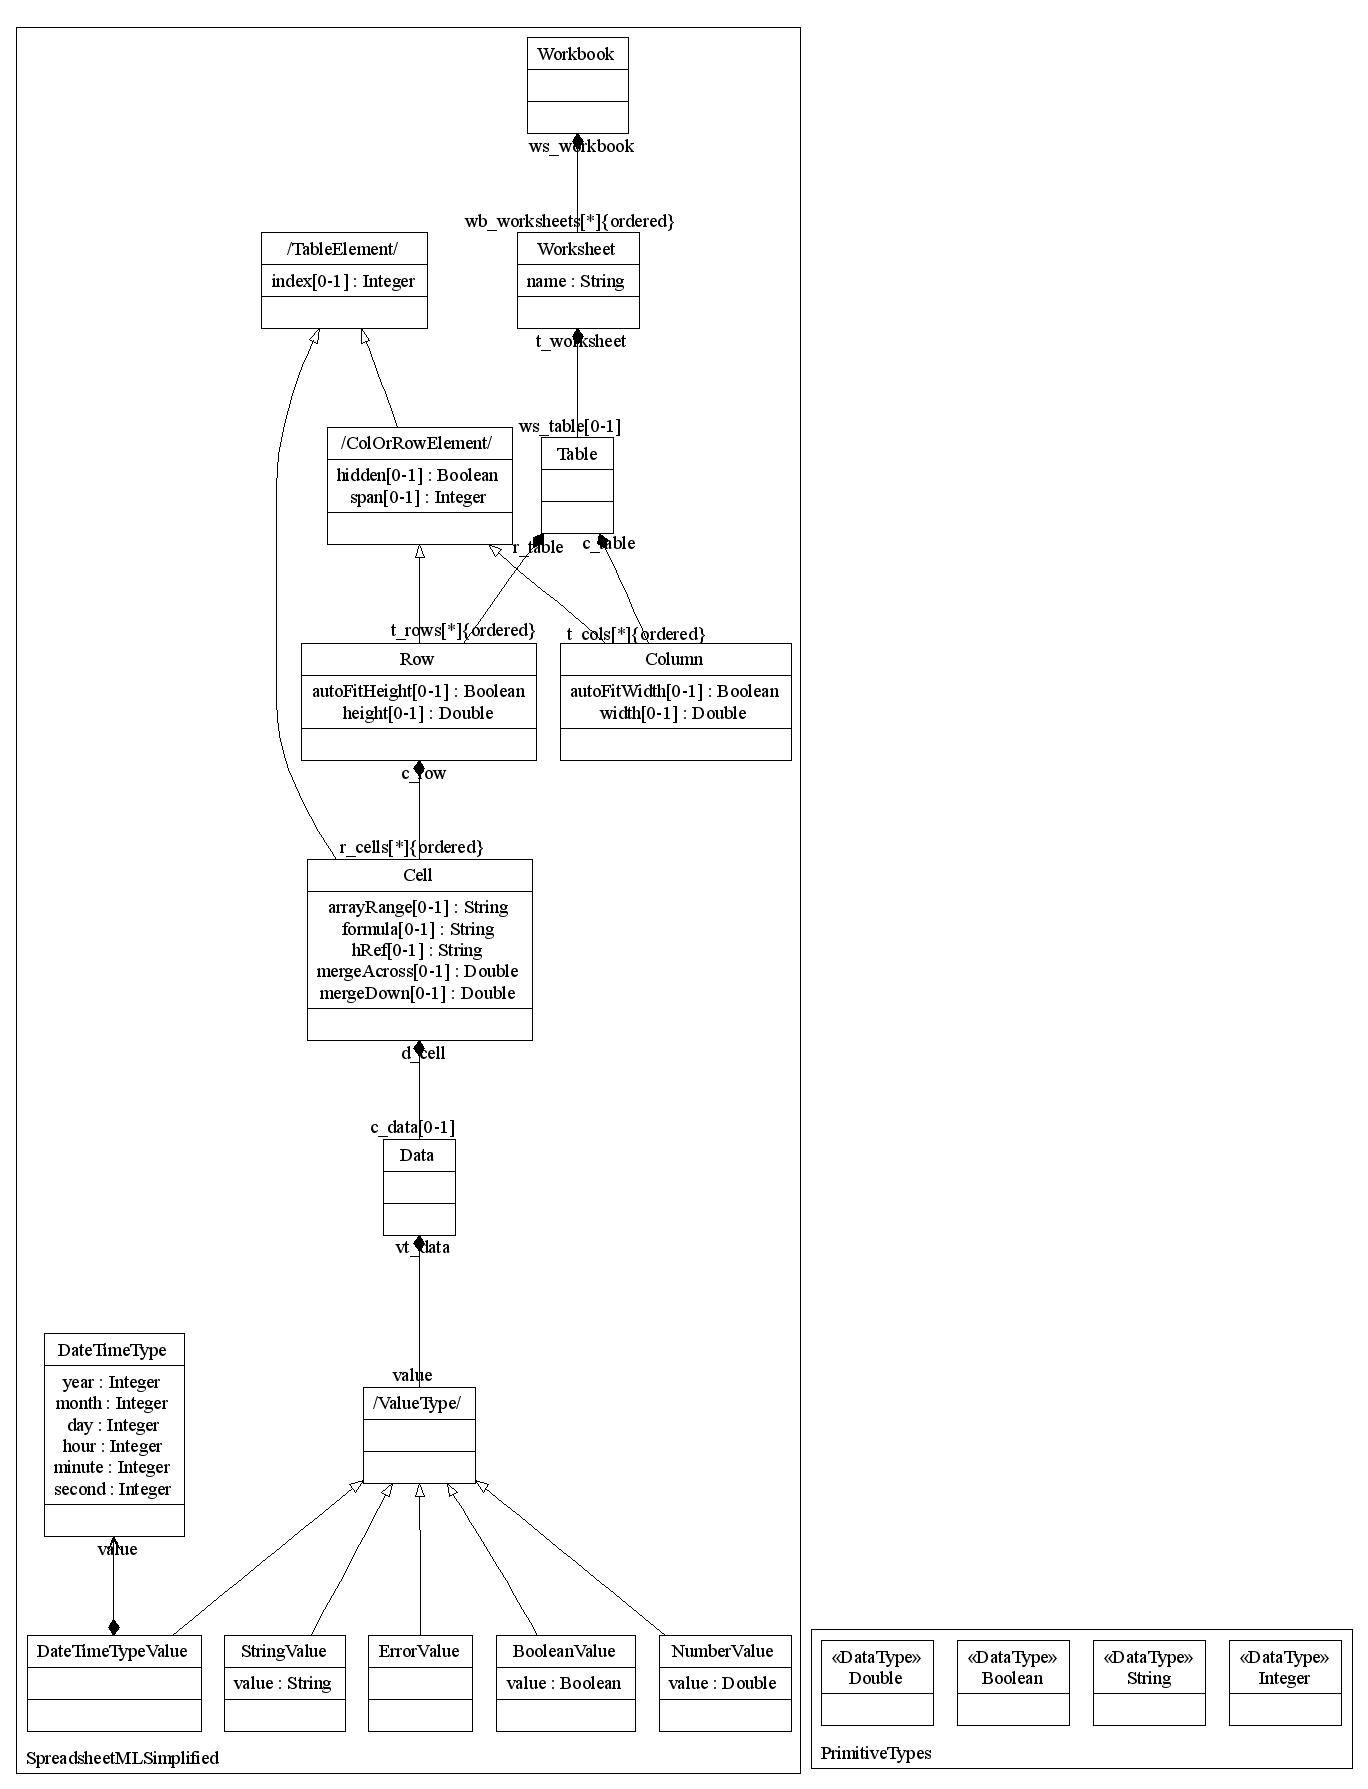 Workbook
ws_workbook
wb_worksheets[*]{ordered}
/TableElement/
index[0-1] : Integer
Worksheet
name : String
t_worksheet
ws_table[0-1]
/ColOrRowElement/
hidden[0-1] : Boolean
span[0-1] : Integer
Table
r_table
c_table
t_rows[*]{ordered}
t_cols[*]{ordered}
Row
autoFitHeight[0-1] : Boolean
height[0-1] : Double
Column
autoFitWidth[0-1] : Boolean
width[0-1] : Double
c_row
r_cells[*]{ordered}
Cell
arrayRange[0-1] : String
formula[0-1] : String
hRef[0-1] : String
mergeAcross[0-1] : Double
mergeDown[0-1] : Double
d_cell
c_data[0-1]
Data
vt_data
value
/ValueType/
DateTimeType
year : Integer
month : Integer
day : Integer
hour : Integer
minute : Integer
second : Integer
value
DateTimeTypeValue
StringValue
value : String
ErrorValue
BooleanValue
value : Boolean
NumberValue
value : Double
SpreadsheetMLSimplified
«DataType»
Double
«DataType»
Boolean
«DataType»
String
«DataType»
Integer
PrimitiveTypes